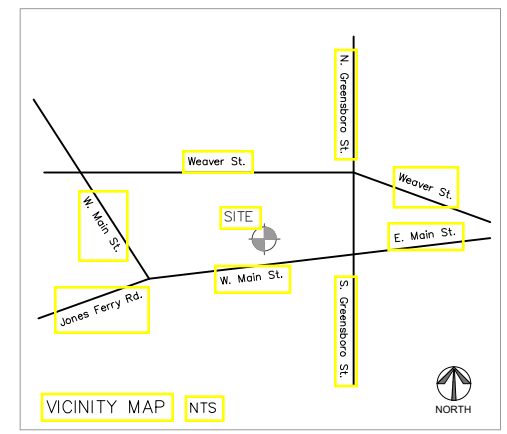 N. Greensboro St.
Weaver St.
Weaver St.
W. Main St.
SITE
E. Main St.
W. Main St.
Jones Ferry Rd.
S. Greensboro St.
VICINITY MAP NTS
NORTH